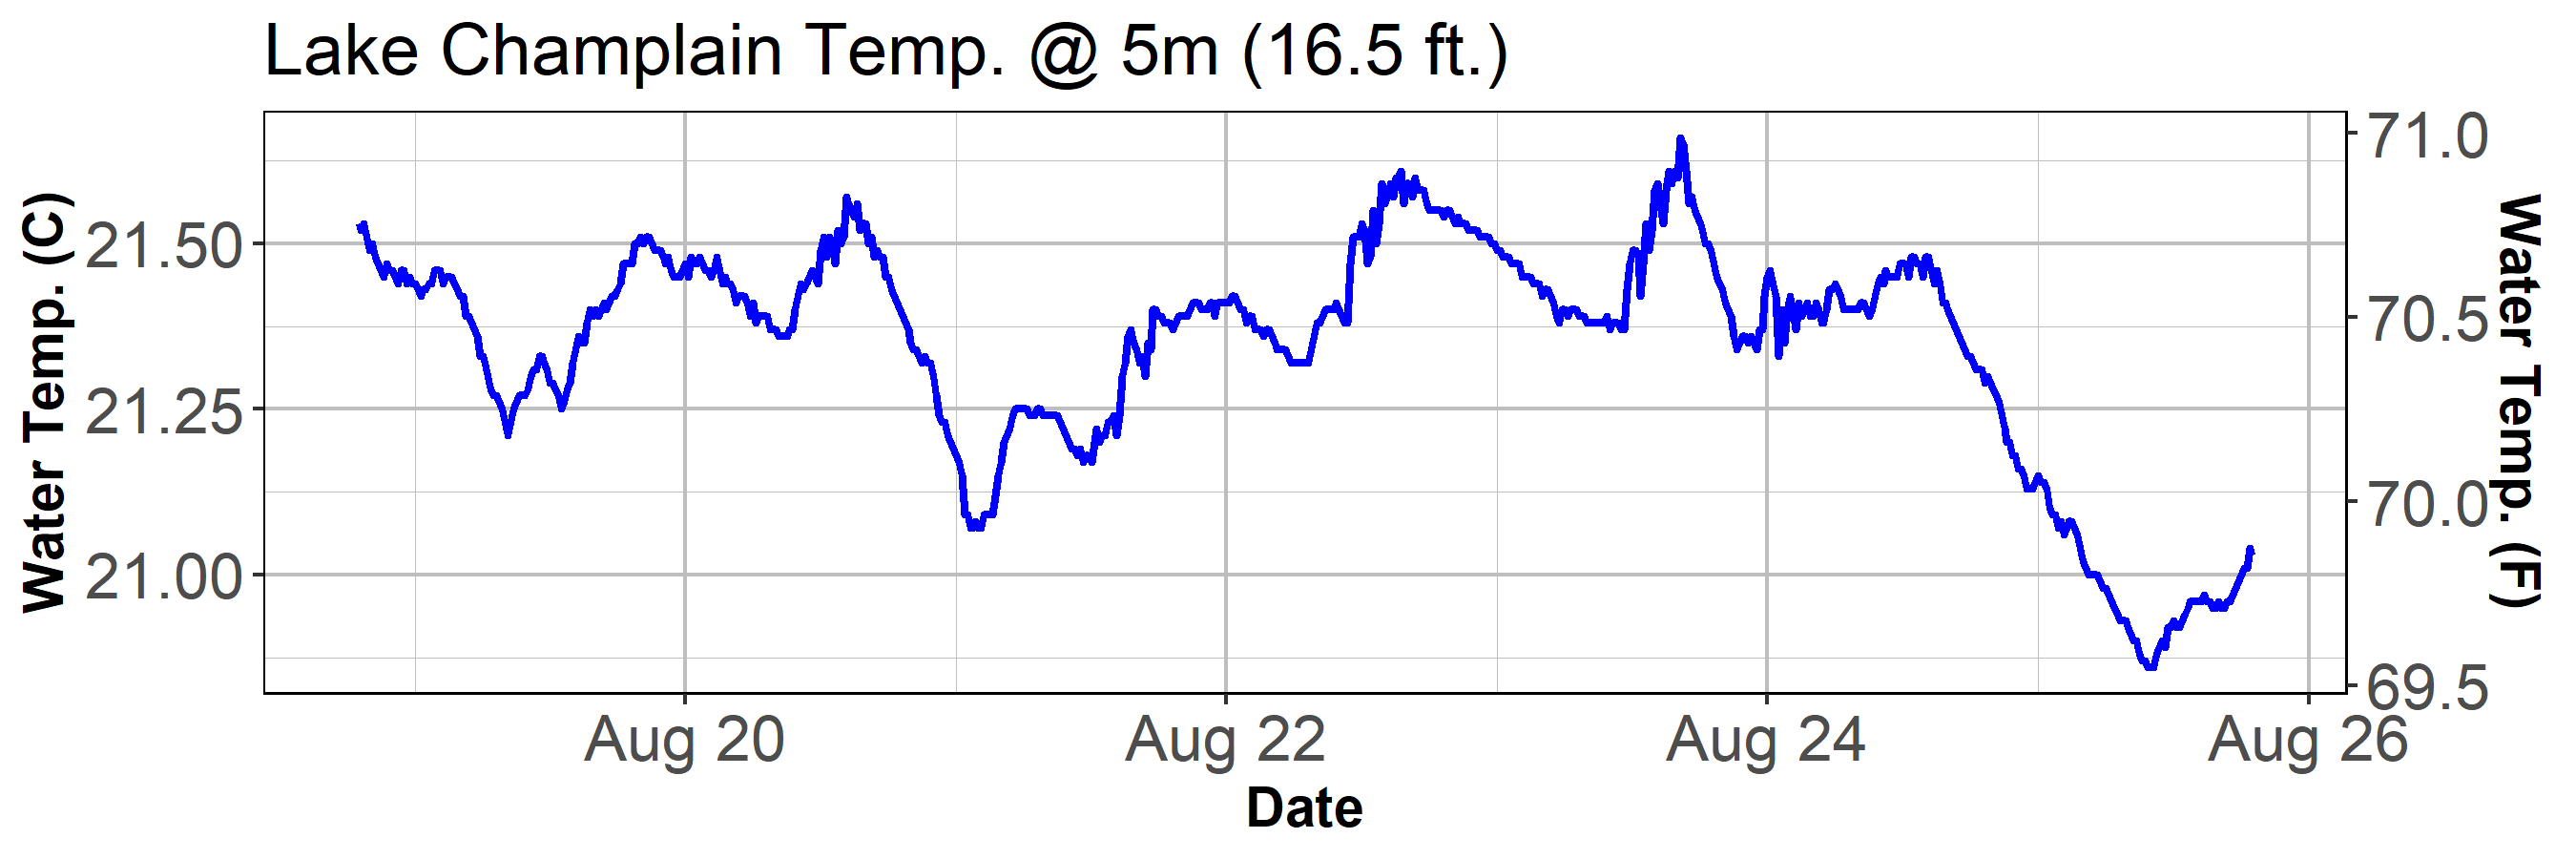 Lake Champlain Temp. @ 5m (16.5 ft.)
Water Temp. (C)
21.50
21.25
21.00
71.0
70.5
70.0
69.5
Water Temp. (F)
Aug 20
Aug 22
Aug 24
Aug 26
Date